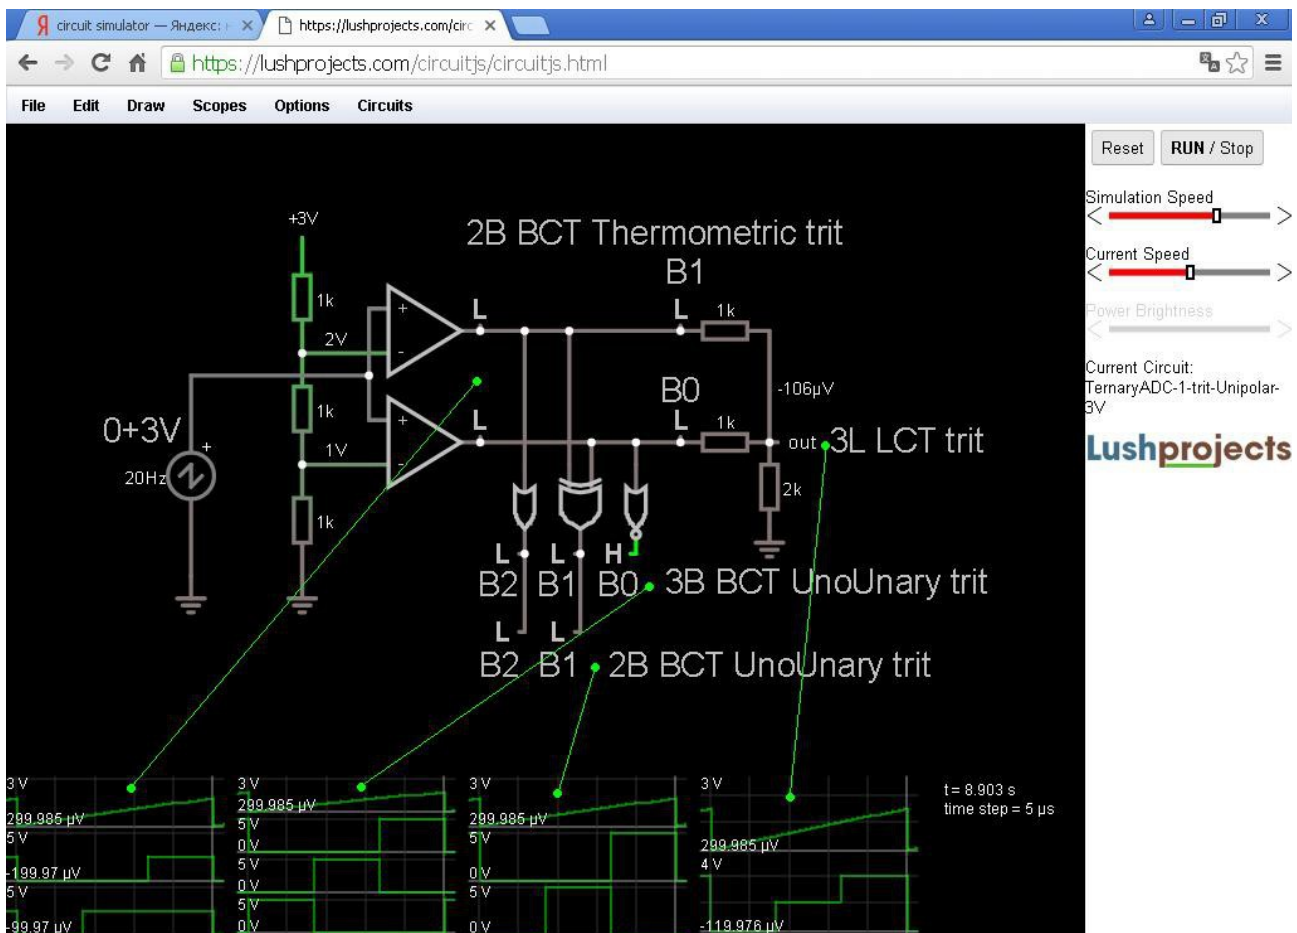 circuit simulator — Яндекс: н
https://lushprojects.com/circ
https://lushprojects.com/circuitjs/circuitjs.html
File Edit Draw Scopes Options Circuits
Reset RUN / Stop
Simulation Speed
Current Speed
Power Brightness
Current Circuit:
TernaryADC-1-trit-Unipolar-
3V
Lushprojects
+3V
2B BCT Thermometric trit
B1
1k
+
L
L
1k
2V
-
-106µV
B0
1k
+
L
L
1k
0+3V
+
out
3L LCT trit
1V
-
20Hz
2k
1k
L L H
B2 B1 B0
3B BCT UnoUnary trit
L L
B2 B1
2B BCT UnoUnary trit
3 V
299.985 µV
5 V
-199.97 µV
5 V
-99.97 µV
3 V
299.985 µV
5 V
0 V
5 V
0 V
5 V
0 V
3 V
299.985 µV
5 V
0 V
5 V
0 V
3 V
299.985 µV
4 V
-119.976 µV
t = 8.903 s
time step = 5 µs